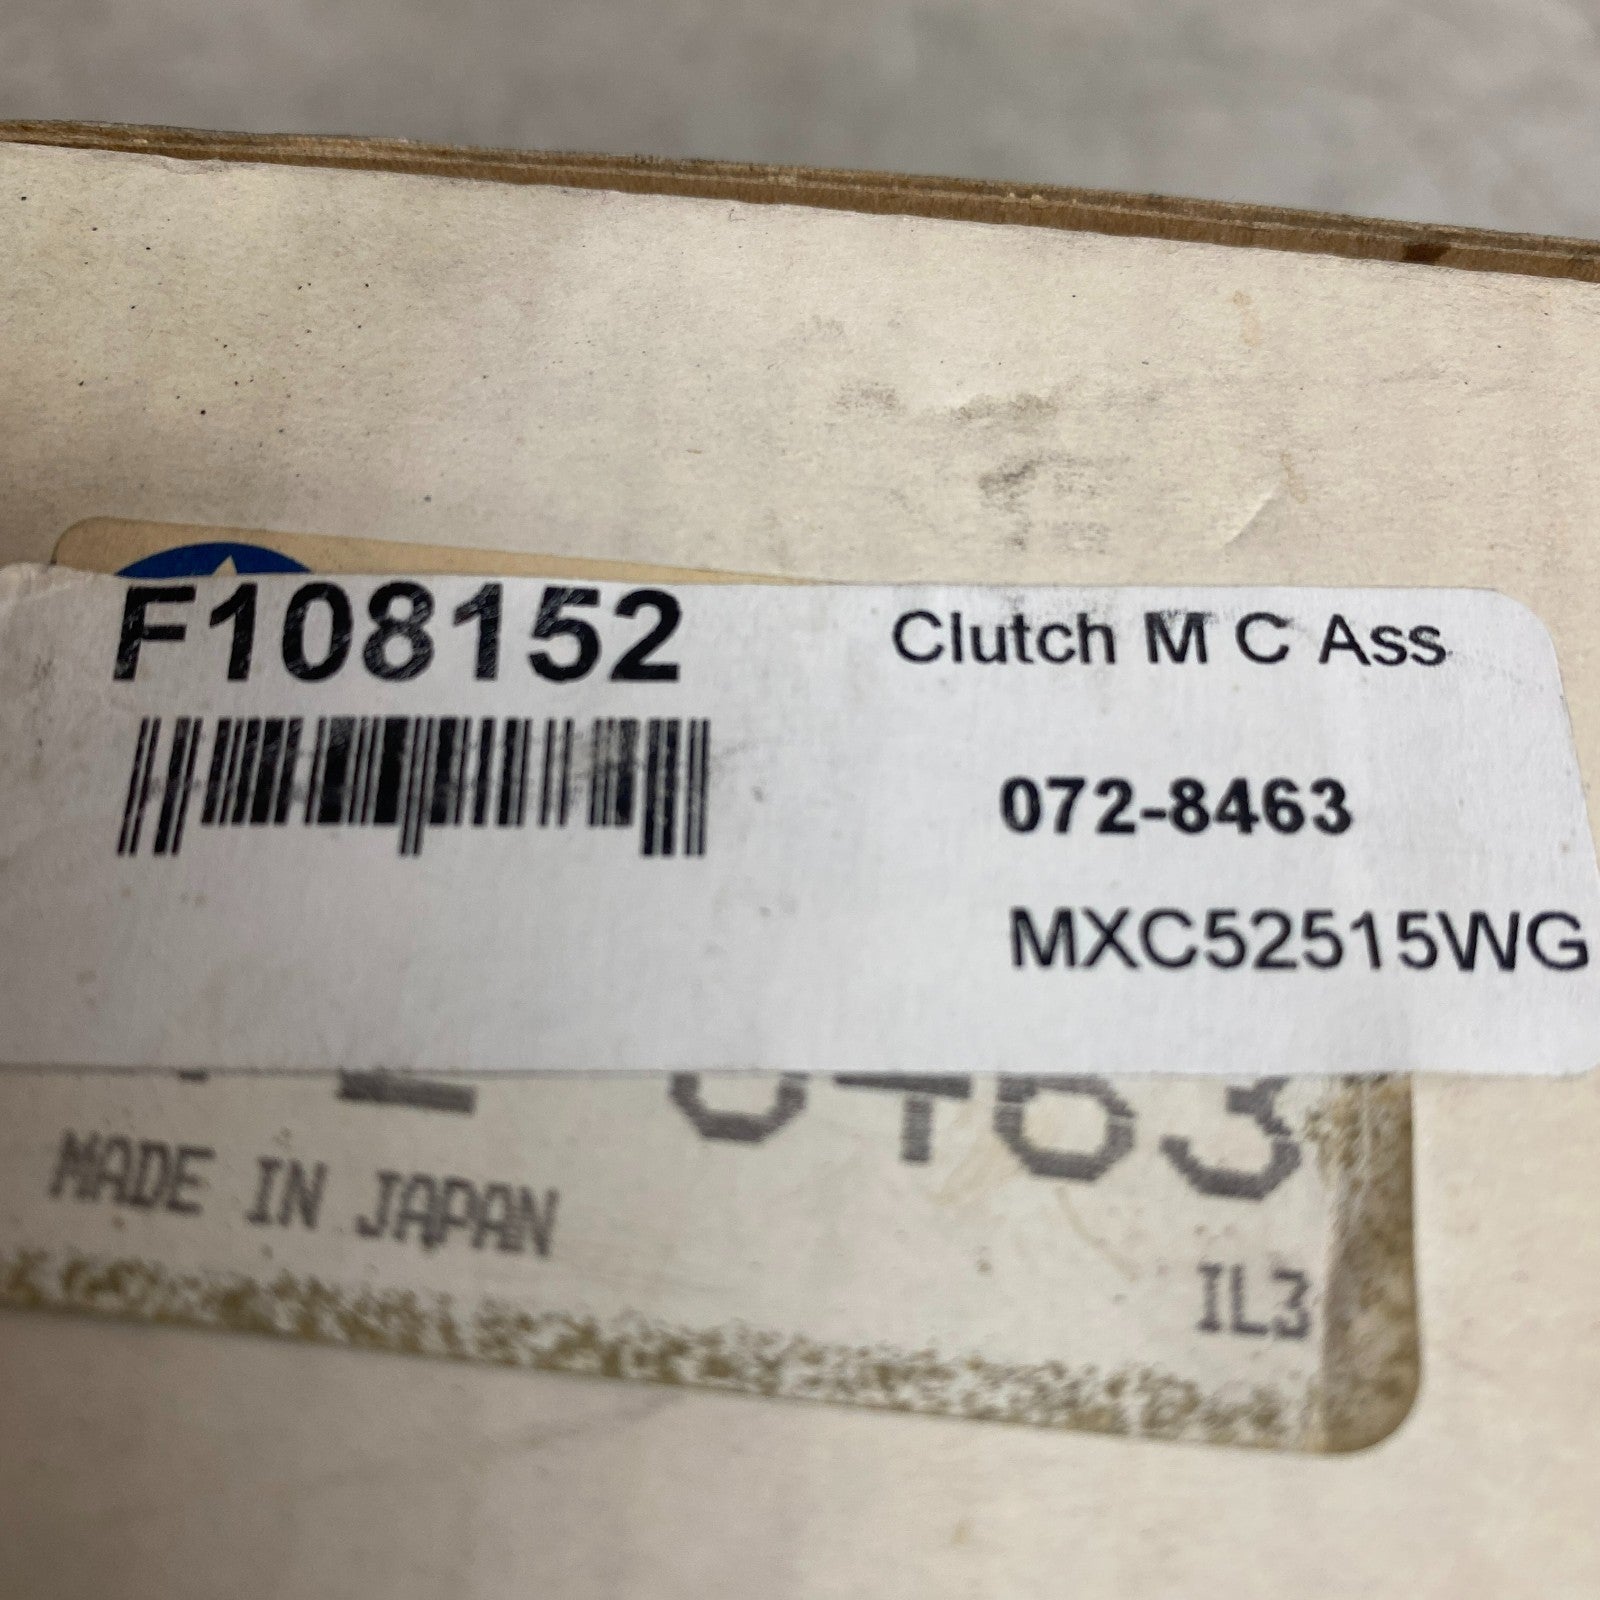 F108152
Clutch M C Ass
072-8463
MXC52515WG
MADE IN JAPAN
IL3